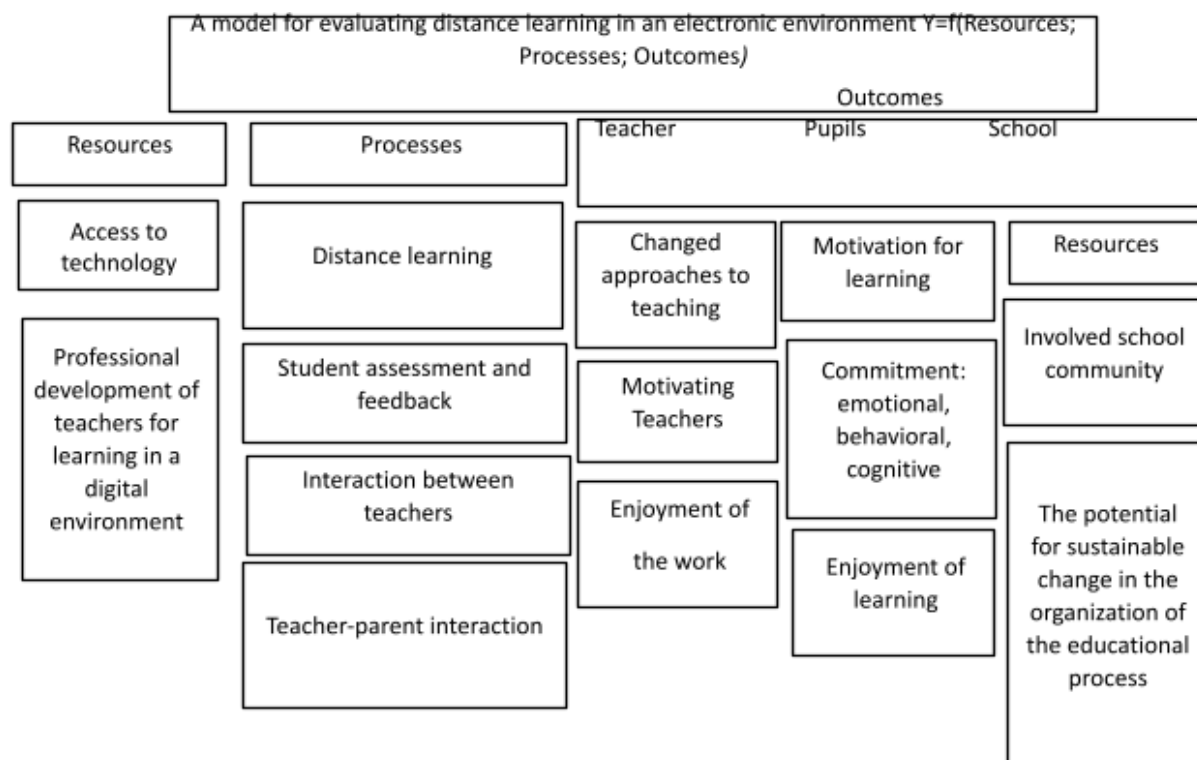 A model for evaluating distance learning in an electronic environment Y=f(Resources;
Processes; Outcomes)
Outcomes
Resources
Processes
Teacher Pupils School
Access to
technology
Professional
development of
teachers for
learning in a
digital
environment
Distance learning
Student assessment and
feedback
Interaction between
teachers
Teacher-parent interaction
Changed
approaches to
teaching
Motivating
Teachers
Enjoyment of
the work
Motivation for
learning
Commitment:
emotional,
behavioral,
cognitive
Enjoyment of
learning
Resources
Involved school
community
The potential
for sustainable
change in the
organization of
the educational
process